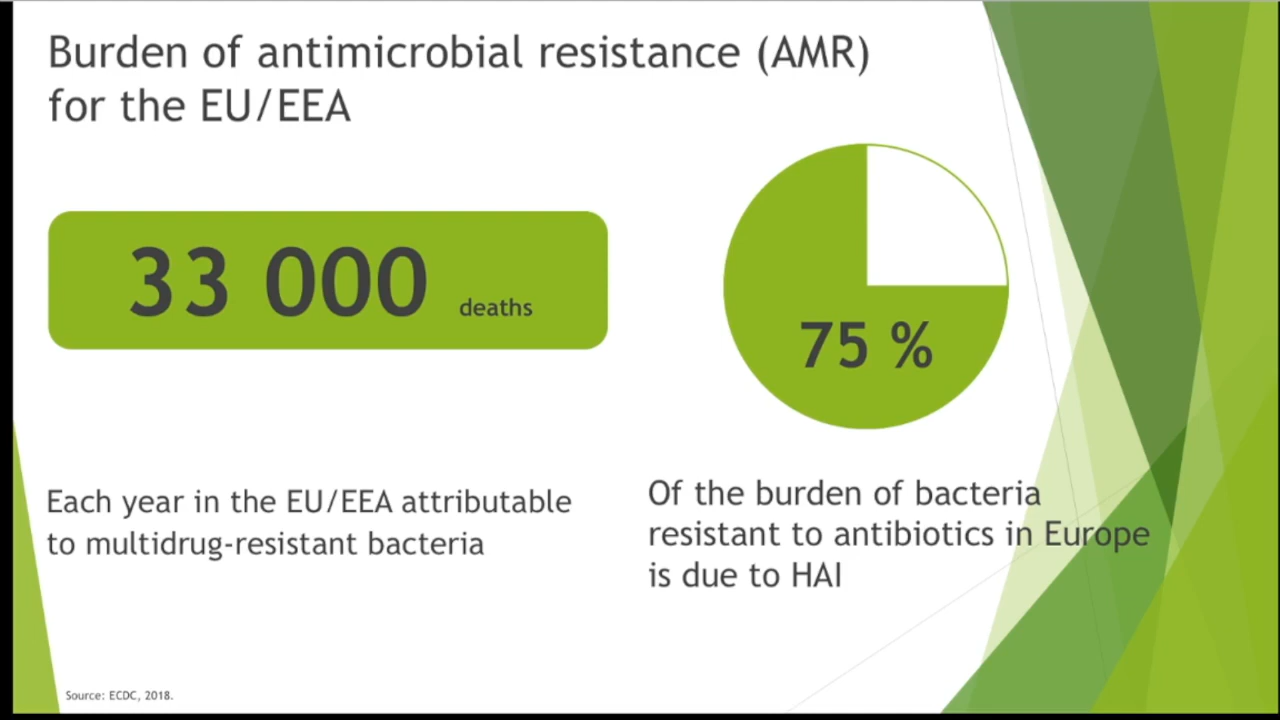 Burden of antimicrobial resistance (AMR)
for the EU/EEA
33 000 deaths
75 %
Each year in the EU/EEA attributable
to multidrug-resistant bacteria
Of the burden of bacteria
resistant to antibiotics in Europe
is due to HAI
Source: ECDC, 2018.